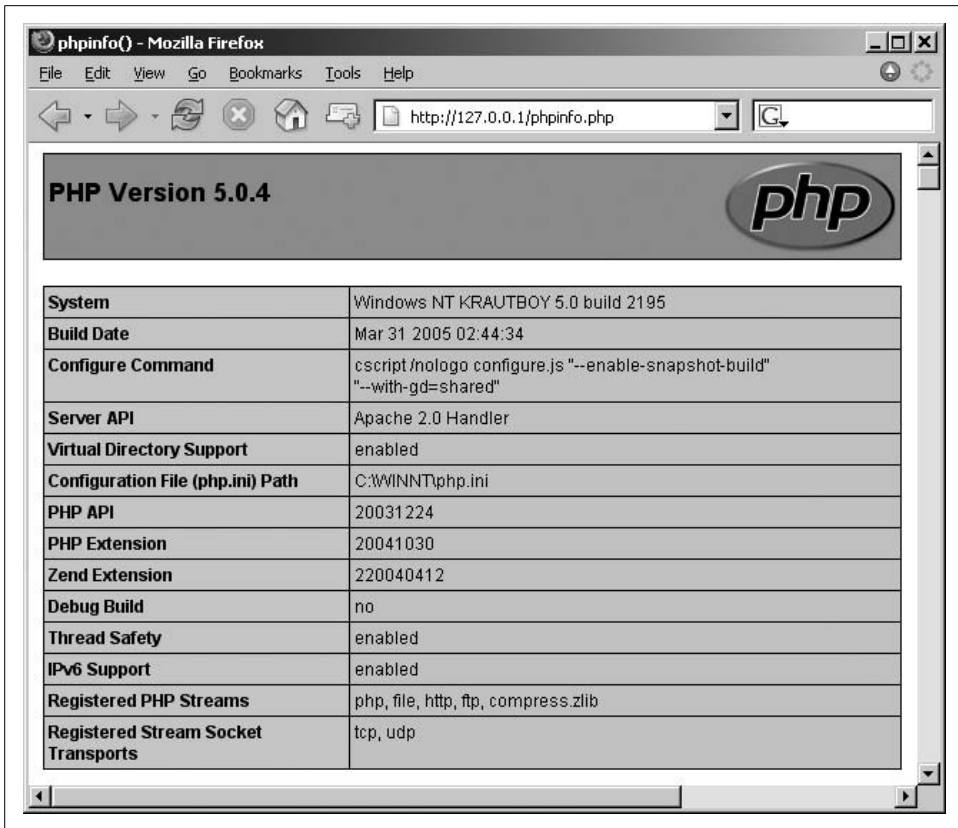 phpinfo() - Mozilla Firefox
File Edit View Go Bookmarks Tools Help
http://127.0.0.1/phpinfo.php G
PHP Version 5.0.4 php
System Windows NT KRAUTBOY 5.0 build 2195
Build Date Mar 31 2005 02:44:34
Configure Command cscript /nologo configure.js "--enable-snapshot-build"
"--with-gd=shared"
Server API Apache 2.0 Handler
Virtual Directory Support enabled
Configuration File (php.ini) Path C:\WINNT\php.ini
PHP API 20031224
PHP Extension 20041030
Zend Extension 220040412
Debug Build no
Thread Safety enabled
IPv6 Support enabled
Registered PHP Streams php, file, http, ftp, compress.zlib
Registered Stream Socket tcp, udp
Transports